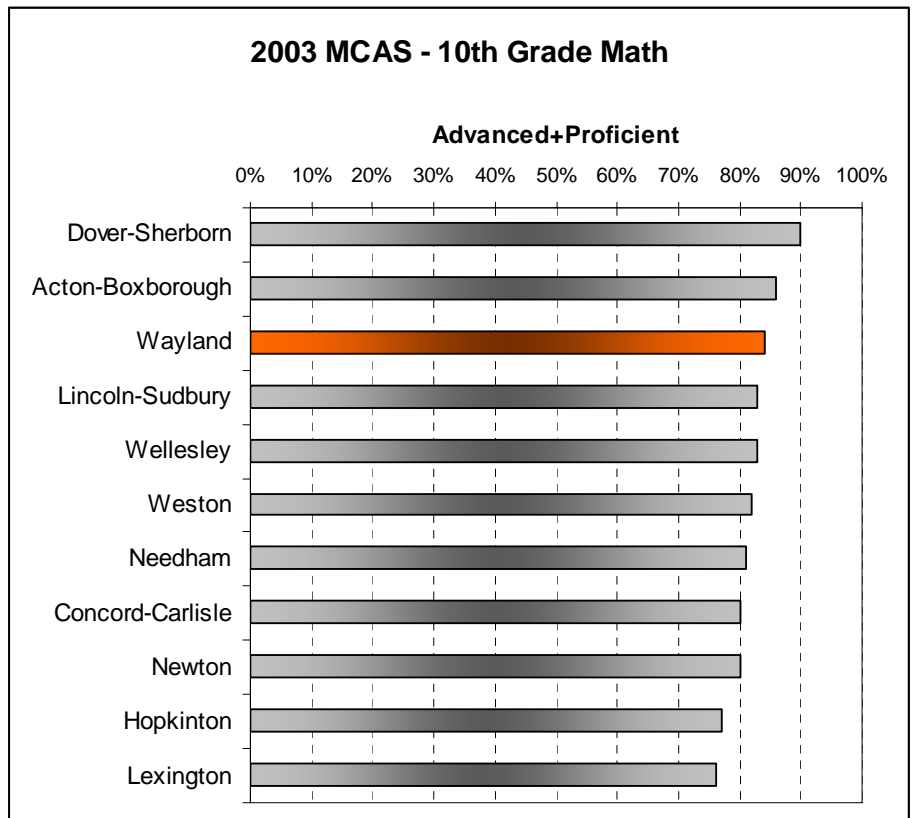 2003 MCAS - 10th Grade Math
Advanced+Proficient
0% 10% 20% 30% 40% 50% 60% 70% 80% 90% 100%
Dover-Sherborn
Acton-Boxborough
Wayland
Lincoln-Sudbury
Wellesley
Weston
Needham
Concord-Carlisle
Newton
Hopkinton
Lexington